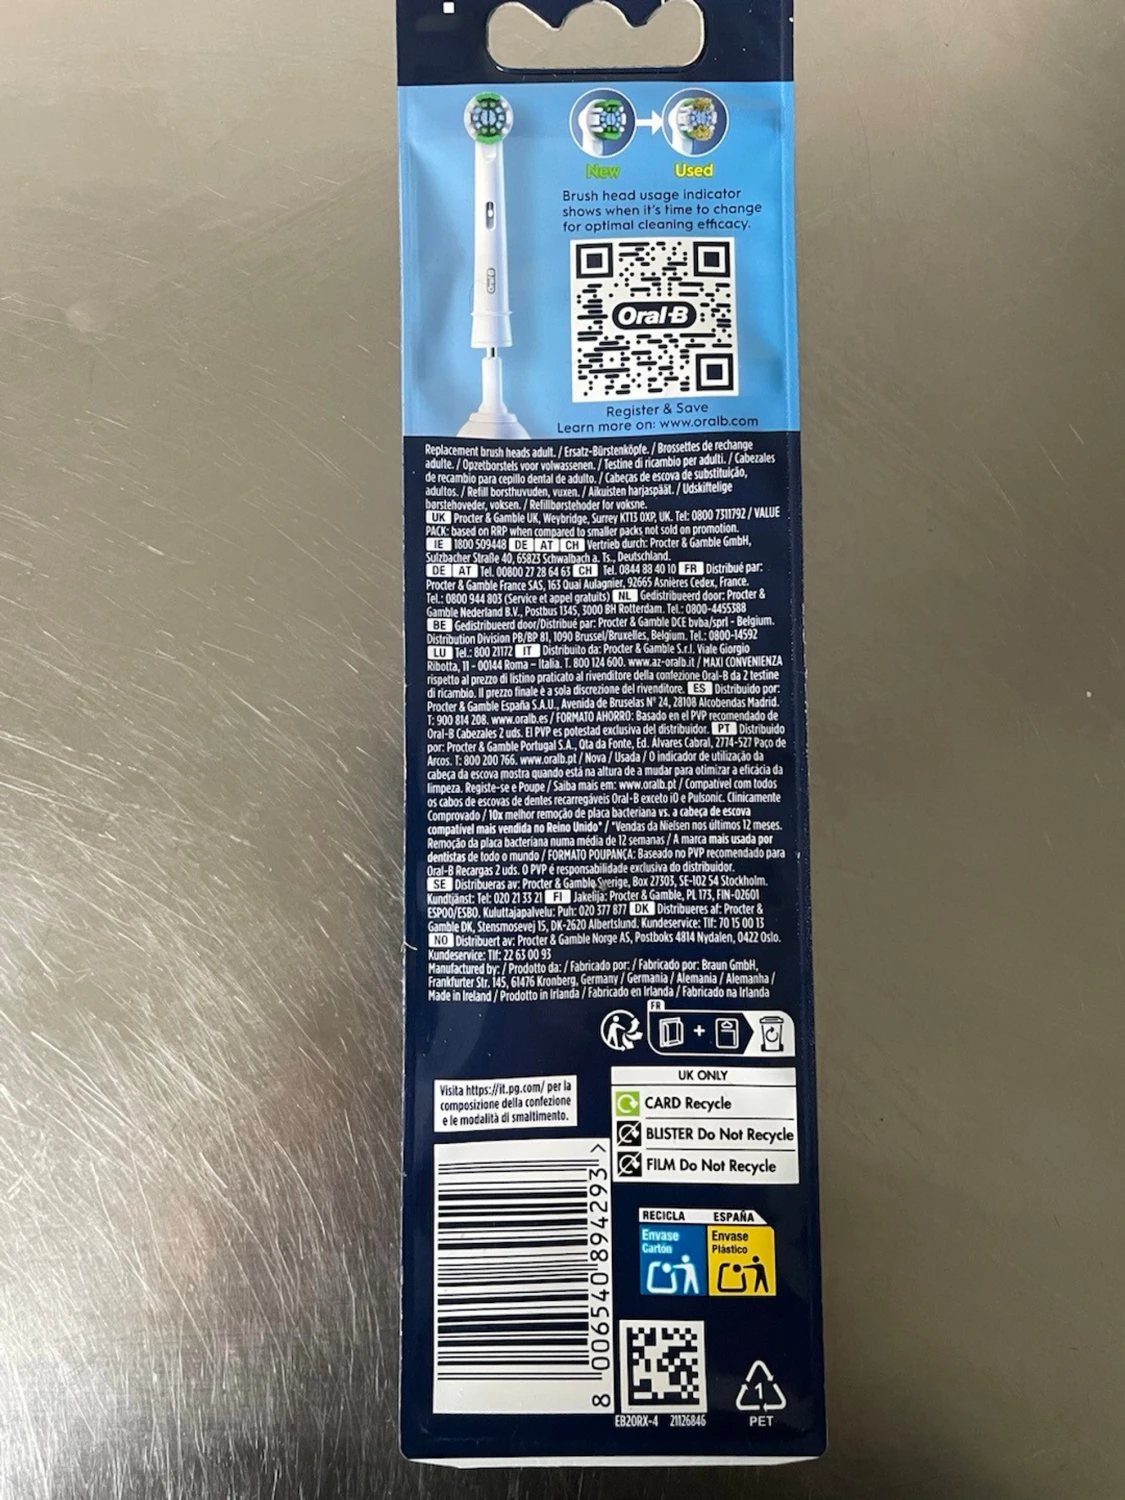 New
Used
Brush head usage indicator
shows when it's time to change
for optimal cleaning efficacy.
Oral-B
Oral-B
Register & Save
Learn more on: www.oralb.com
Replacement brush heads adult. / Ersatz-Bürstenköpfe. / Brossettes de rechange
adulte. / Opzetborstels voor volwassenen. / Testine di ricambio per adulti. / Cabezales
de recambio para cepillo dental de adulto. / Cabeças de escova de substituição,
adultos. / Refill borsthuvuden, vuxen. / Aikuisten harjaspäät. / Udskiftelige
børstehoveder, voksen. / Refillbørstehoder for voksne.
UK Procter & Gamble UK, Weybridge, Surrey KT13 0XP, UK. Tel: 0800 7311792 / VALUE
PACK: based on RRP when compared to smaller packs not sold on promotion.
IE 1800 509448 DE AT CH Vertrieb durch: Procter & Gamble GmbH,
Sulzbacher Straße 40, 65823 Schwalbach a. Ts., Deutschland.
DE AT Tel. 00800 27 28 64 63 CH Tel. 0844 88 40 10 FR Distribué par:
Procter & Gamble France SAS, 163 Quai Aulagnier, 92665 Asnières Cedex, France.
Tel.: 0800 944 803 (Service et appel gratuits) NL Gedistribueerd door: Procter &
Gamble Nederland B.V., Postbus 1345, 3000 BH Rotterdam. Tel.: 0800-4455388
BE Gedistribueerd door/Distribué par: Procter & Gamble DCE bvba/sprl - Belgium.
Distribution Division PB/BP 81, 1090 Brussel/Bruxelles, Belgium. Tel.: 0800-14592
LU Tel.: 800 21172 IT Distribuito da: Procter & Gamble S.r.l. Viale Giorgio
Ribotta, 11 - 00144 Roma – Italia. T. 800 124 600. www.az-oralb.it / MAXI CONVENIENZA
rispetto al prezzo di listino praticato al rivenditore della confezione Oral-B da 2 testine
di ricambio. Il prezzo finale è a sola discrezione del rivenditore. ES Distribuido por:
Procter & Gamble España S.A.U., Avenida de Bruselas N° 24, 28108 Alcobendas Madrid.
T: 900 814 208. www.oralb.es / FORMATO AHORRO: Basado en el PVP recomendado de
Oral-B Cabezales 2 uds. El PVP es potestad exclusiva del distribuidor. PT Distribuido
por: Procter & Gamble Portugal S.A., Qta da Fonte, Ed. Álvares Cabral, 2774-527 Paço de
Arcos. T: 800 200 766. www.oralb.pt / Nova / Usada / O indicador de utilização da
cabeça da escova mostra quando está na altura de a mudar para otimizar a eficácia da
limpeza. Registe-se e Poupe / Saiba mais em: www.oralb.pt / Compatível com todos
os cabos de escovas de dentes recarregáveis Oral-B exceto iO e Pulsonic. Clinicamente
Comprovado / 10x melhor remoção de placa bacteriana vs. a cabeça de escova
compatível mais vendida no Reino Unido* / *Vendas da Nielsen nos últimos 12 meses.
Remoção da placa bacteriana numa média de 12 semanas / A marca mais usada por
dentistas de todo o mundo / FORMATO POUPANÇA: Baseado no PVP recomendado para
Oral-B Recargas 2 uds. O PVP é responsabilidade exclusiva do distribuidor.
SE Distribueras av: Procter & Gamble Sverige, Box 27303, SE-102 54 Stockholm.
Kundtjänst: Tel: 020 21 33 21 FI Jakelija: Procter & Gamble, PL 173, FIN-02601
ESPOO/ESBO. Kuluttajapalvelu: Puh: 020 377 877 DK Distribueres af: Procter &
Gamble DK, Stensmosevej 15, DK-2620 Albertslund. Kundeservice: Tlf: 70 15 00 13
NO Distribuert av: Procter & Gamble Norge AS, Postboks 4814 Nydalen, 0422 Oslo.
Kundeservice: Tlf: 22 63 00 93
Manufactured by: / Prodotto da: / Fabricado por: / Fabricado por: Braun GmbH,
Frankfurter Str. 145, 61476 Kronberg, Germany / Germania / Alemania / Alemanha /
Made in Ireland / Prodotto in Irlanda / Fabricado en Irlanda / Fabricado na Irlanda
FR
+
Visita https://it.pg.com/ per la
composizione della confezione
e le modalità di smaltimento.
UK ONLY
CARD Recycle
BLISTER Do Not Recycle
FILM Do Not Recycle
RECICLA ESPAÑA
Envase
Cartón
Envase
Plástico
8 006540 894293 >
EB20RX-4 21126846
1
PET